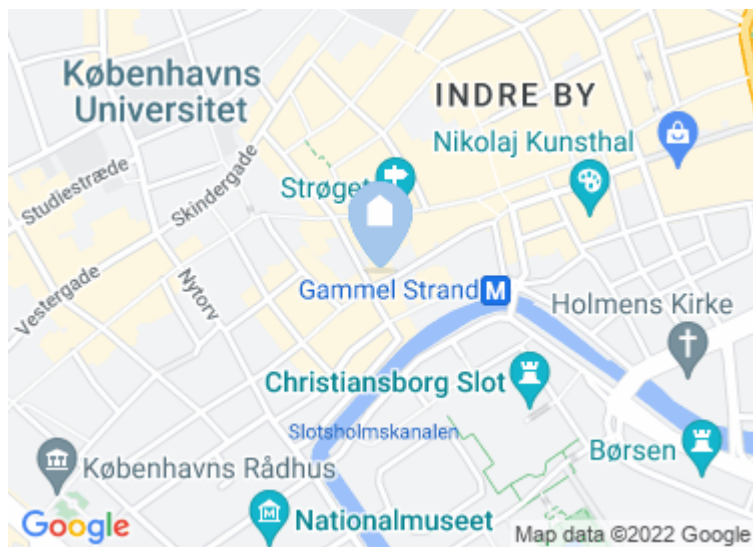 Københavns
Universitet
INDRE BY
Nikolaj Kunsthal
Studiestræde
Skindergade
Strøget
Vestergade
Nytorv
Gammel Strand M
Holmens Kirke
Christiansborg Slot
Slotsholmskanalen
Børsen
Københavns Rådhus
Nationalmuseet
Google
Map data ©2022 Google